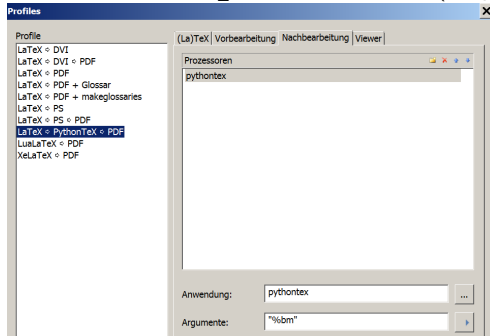 Profiles
Profile
LaTeX ⇨ DVI
LaTeX ⇨ DVI ⇨ PDF
LaTeX ⇨ PDF
LaTeX ⇨ PDF + Glossar
LaTeX ⇨ PDF + makeglossaries
LaTeX ⇨ PS
LaTeX ⇨ PS ⇨ PDF
LaTeX ⇨ PythonTeX ⇨ PDF
LuaLaTeX ⇨ PDF
XeLaTeX ⇨ PDF
(La)TeX Vorbearbeitung Nachbearbeitung Viewer
Prozessoren
pythontex
Anwendung: pythontex ...
Argumente: "%bm"